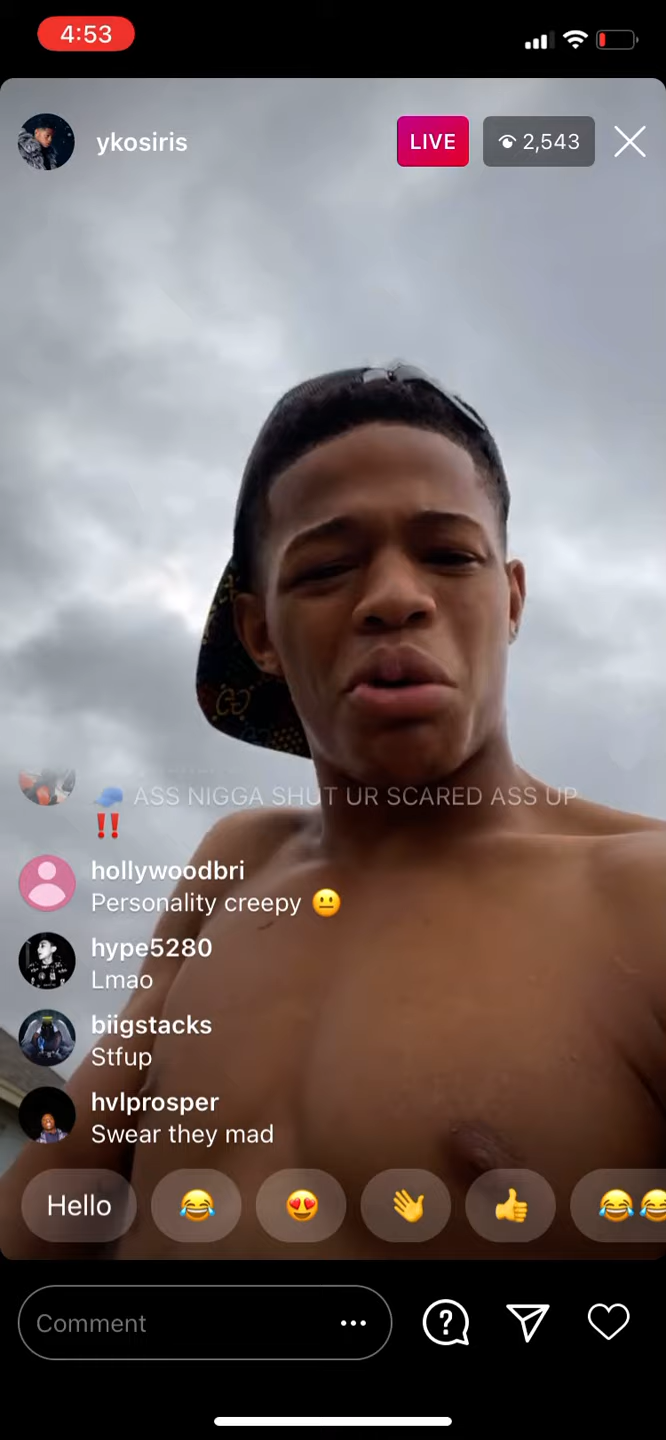 4:53
ykosiris
LIVE
2,543
🧢 ASS NIGGA SHUT UR SCARED ASS UP
‼️
hollywoodbri
Personality creepy 😐
hype5280
Lmao
biigstacks
Stfup
hvlprosper
Swear they mad
Hello
Comment